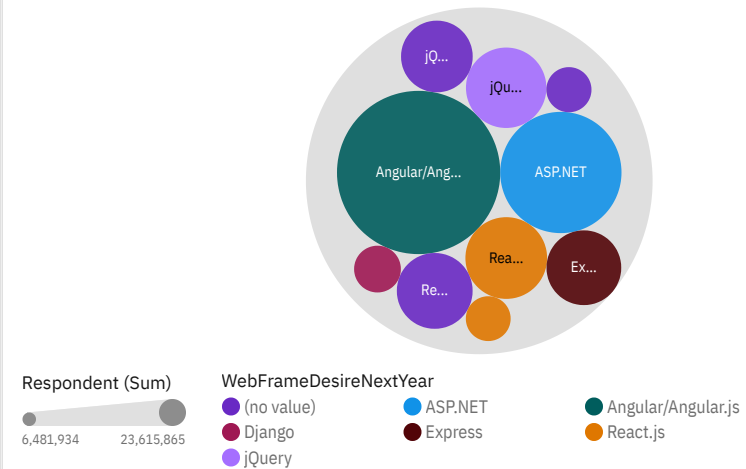 jQ...
jQu...
Angular/Ang...
ASP.NET
Rea...
Ex...
Re...
Respondent (Sum)
6,481,934 23,615,865
WebFrameDesireNextYear
(no value) ASP.NET Angular/Angular.js
Django Express React.js
jQuery